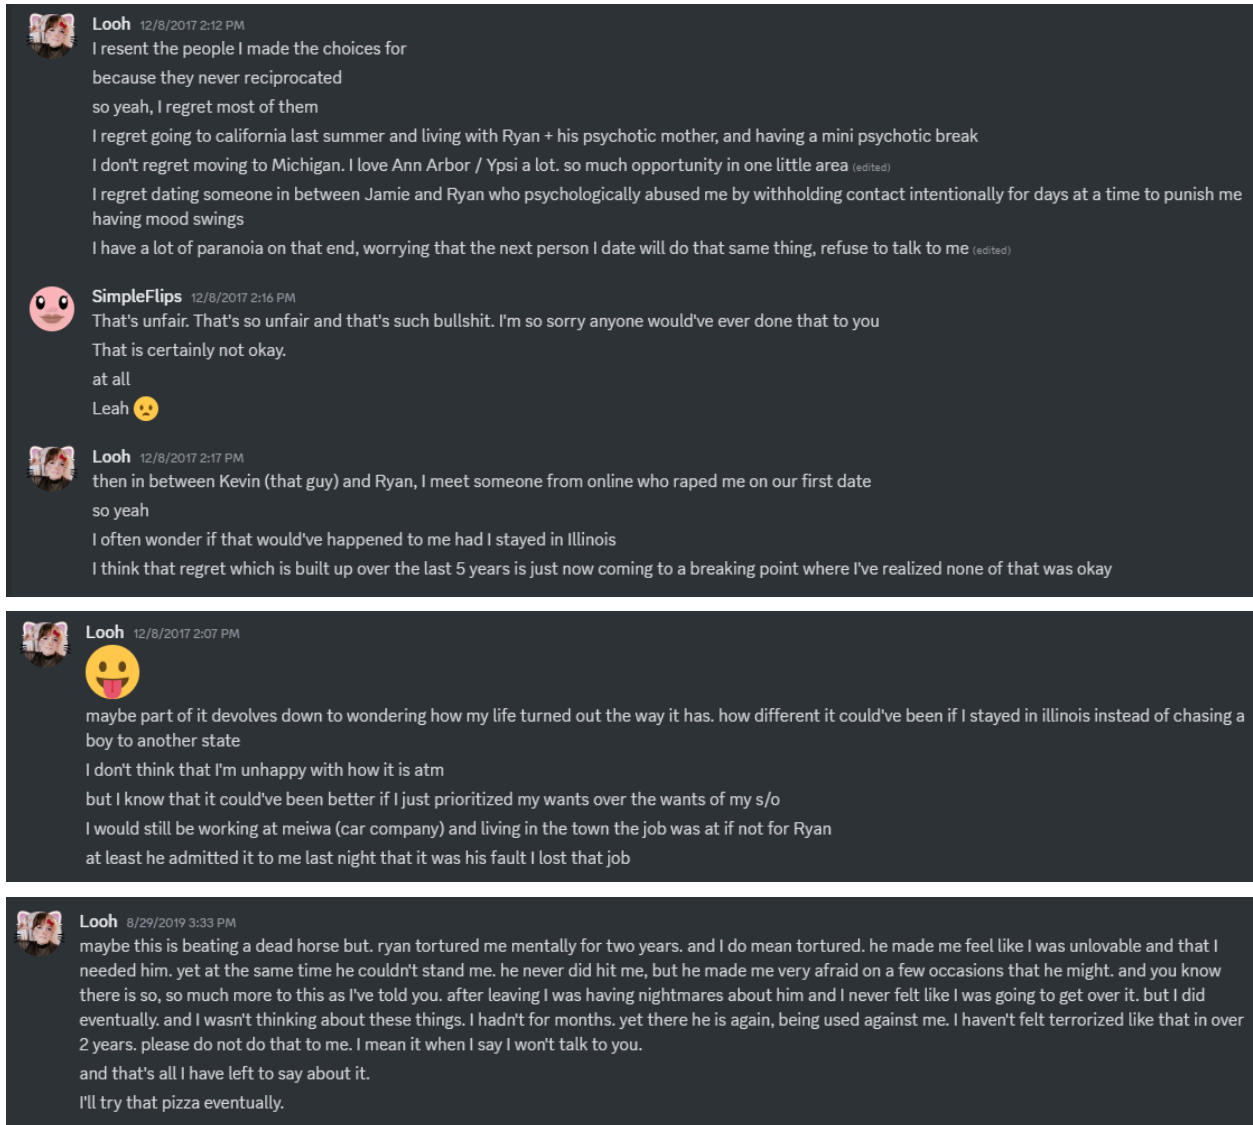 Looh 12/8/2017 2:12 PM
I resent the people I made the choices for
because they never reciprocated
so yeah, I regret most of them
I regret going to california last summer and living with Ryan + his psychotic mother, and having a mini psychotic break
I don't regret moving to Michigan. I love Ann Arbor / Ypsi a lot. so much opportunity in one little area (edited)
I regret dating someone in between Jamie and Ryan who psychologically abused me by withholding contact intentionally for days at a time to punish me
having mood swings
I have a lot of paranoia on that end, worrying that the next person I date will do that same thing, refuse to talk to me (edited)
SimpleFlips 12/8/2017 2:16 PM
That's unfair. That's so unfair and that's such bullshit. I'm so sorry anyone would've ever done that to you
That is certainly not okay.
at all
Leah
Looh 12/8/2017 2:17 PM
then in between Kevin (that guy) and Ryan, I meet someone from online who raped me on our first date
so yeah
I often wonder if that would've happened to me had I stayed in Illinois
I think that regret which is built up over the last 5 years is just now coming to a breaking point where I've realized none of that was okay
Looh 12/8/2017 2:07 PM
maybe part of it devolves down to wondering how my life turned out the way it has. how different it could've been if I stayed in illinois instead of chasing a
boy to another state
I don't think that I'm unhappy with how it is atm
but I know that it could've been better if I just prioritized my wants over the wants of my s/o
I would still be working at meiwa (car company) and living in the town the job was at if not for Ryan
at least he admitted it to me last night that it was his fault I lost that job
Looh 8/29/2019 3:33 PM
maybe this is beating a dead horse but. ryan tortured me mentally for two years. and I do mean tortured. he made me feel like I was unlovable and that I
needed him. yet at the same time he couldn't stand me. he never did hit me, but he made me very afraid on a few occasions that he might. and you know
there is so, so much more to this as I've told you. after leaving I was having nightmares about him and I never felt like I was going to get over it. but I did
eventually. and I wasn't thinking about these things. I hadn't for months. yet there he is again, being used against me. I haven't felt terrorized like that in over
2 years. please do not do that to me. I mean it when I say I won't talk to you.
and that's all I have left to say about it.
I'll try that pizza eventually.